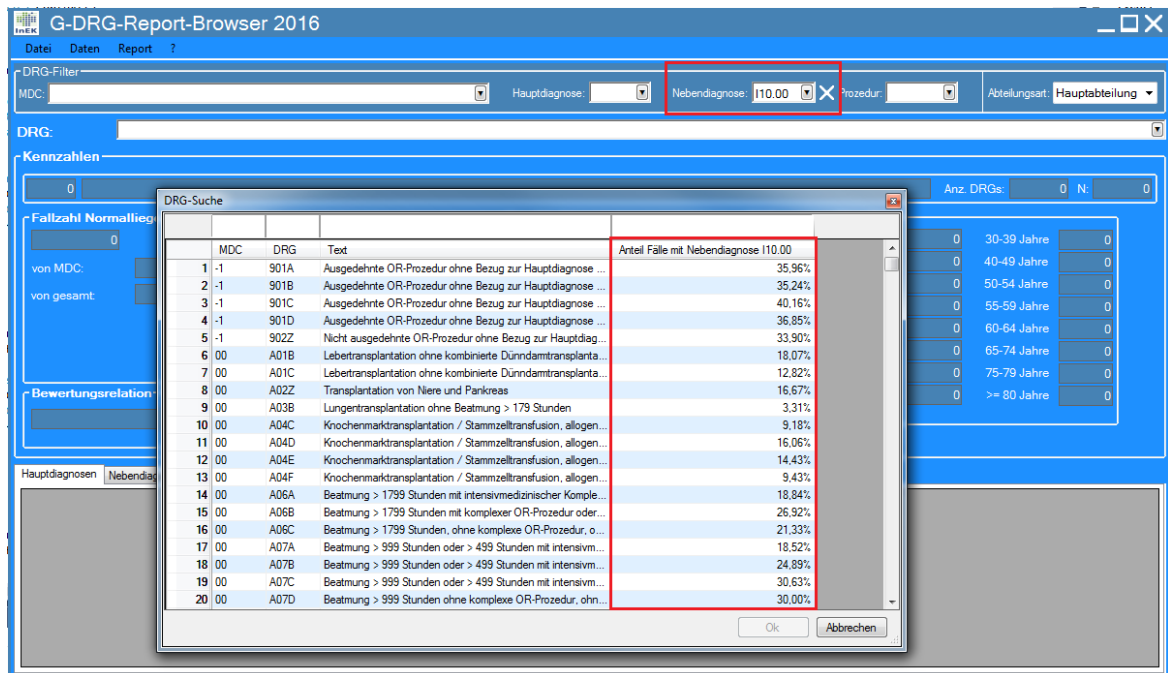 InEK G-DRG-Report-Browser 2016
Datei Daten Report ?
DRG-Filter
MDC: Hauptdiagnose: Nebendiagnose: I10.00 Prozedur: Abteilungsart: Hauptabteilung
DRG:
Kennzahlen
0 Anz. DRGs: 0 N: 0
DRG-Suche
Fallzahl Normallieg
0 0 30-39 Jahre 0
MDC DRG Text Anteil Fälle mit Nebendiagnose I10.00
von MDC: 0 40-49 Jahre 0
von gesamt: 0 50-54 Jahre 0
0 55-59 Jahre 0
0 60-64 Jahre 0
0 65-74 Jahre 0
0 75-79 Jahre 0
Bewertungsrelation 0 >= 80 Jahre 0
1 -1 901A Ausgedehnte OR-Prozedur ohne Bezug zur Hauptdiagnose ... 35,96%
2 -1 901B Ausgedehnte OR-Prozedur ohne Bezug zur Hauptdiagnose ... 35,24%
3 -1 901C Ausgedehnte OR-Prozedur ohne Bezug zur Hauptdiagnose ... 40,16%
4 -1 901D Ausgedehnte OR-Prozedur ohne Bezug zur Hauptdiagnose ... 36,85%
5 -1 902Z Nicht ausgedehnte OR-Prozedur ohne Bezug zur Hauptdiag... 33,90%
6 00 A01B Lebertransplantation ohne kombinierte Dünndarmtransplanta... 18,07%
7 00 A01C Lebertransplantation ohne kombinierte Dünndarmtransplanta... 12,82%
8 00 A02Z Transplantation von Niere und Pankreas 16,67%
9 00 A03B Lungentransplantation ohne Beatmung > 179 Stunden 3,31%
10 00 A04C Knochenmarktransplantation / Stammzelltransfusion, allogen... 9,18%
11 00 A04D Knochenmarktransplantation / Stammzelltransfusion, allogen... 16,06%
12 00 A04E Knochenmarktransplantation / Stammzelltransfusion, allogen... 14,43%
13 00 A04F Knochenmarktransplantation / Stammzelltransfusion, allogen... 9,43%
14 00 A06A Beatmung > 1799 Stunden mit intensivmedizinischer Komple... 18,84%
15 00 A06B Beatmung > 1799 Stunden mit komplexer OR-Prozedur oder... 26,92%
16 00 A06C Beatmung > 1799 Stunden, ohne komplexe OR-Prozedur, o... 21,33%
17 00 A07A Beatmung > 999 Stunden oder > 499 Stunden mit intensivm... 18,52%
18 00 A07B Beatmung > 999 Stunden oder > 499 Stunden mit intensivm... 24,89%
19 00 A07C Beatmung > 999 Stunden oder > 499 Stunden mit intensivm... 30,63%
20 00 A07D Beatmung > 999 Stunden ohne komplexe OR-Prozedur, ohn... 30,00%
Ok Abbrechen
Hauptdiagnosen Nebendiag